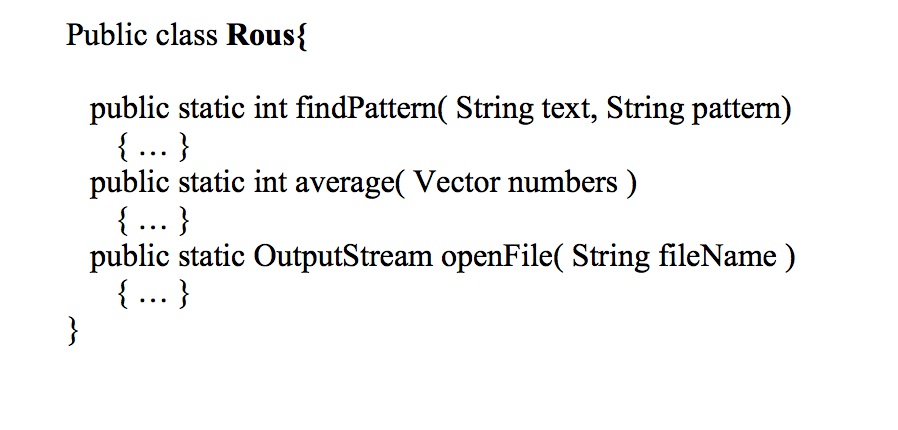 Public class Rous{
public static int findPattern( String text, String pattern)
{ ... }
public static int average( Vector numbers )
{ ... }
public static OutputStream openFile( String fileName )
{ ... }
}